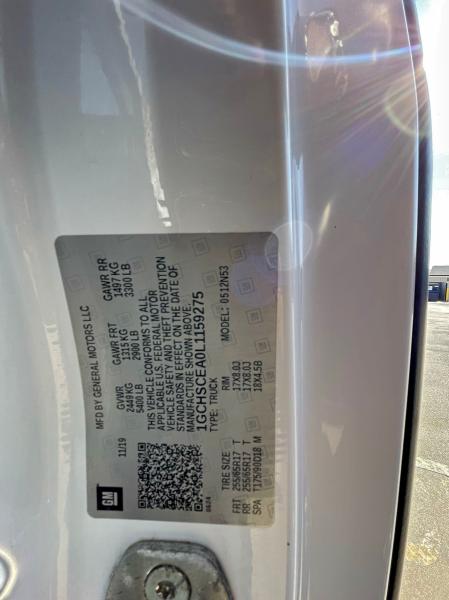 GM
MFD BY GENERAL MOTORS LLC
11/19
GVWR GAWR FRT GAWR RR
2449 KG 1315 KG 1497 KG
5400 LB 2900 LB 3300 LB
THIS VEHICLE CONFORMS TO ALL
APPLICABLE U.S. FEDERAL MOTOR
VEHICLE SAFETY AND THEFT PREVENTION
STANDARDS IN EFFECT ON THE DATE OF
MANUFACTURE SHOWN ABOVE.
1GCHSCEA0L1159275
TYPE: TRUCK MODEL: 0512N53
TIRE SIZE RIM
FRT 255/65R17 T 17X8.0J
RR 255/65R17 T 17X8.0J
SPA T175/90D18 M 18X4.5B